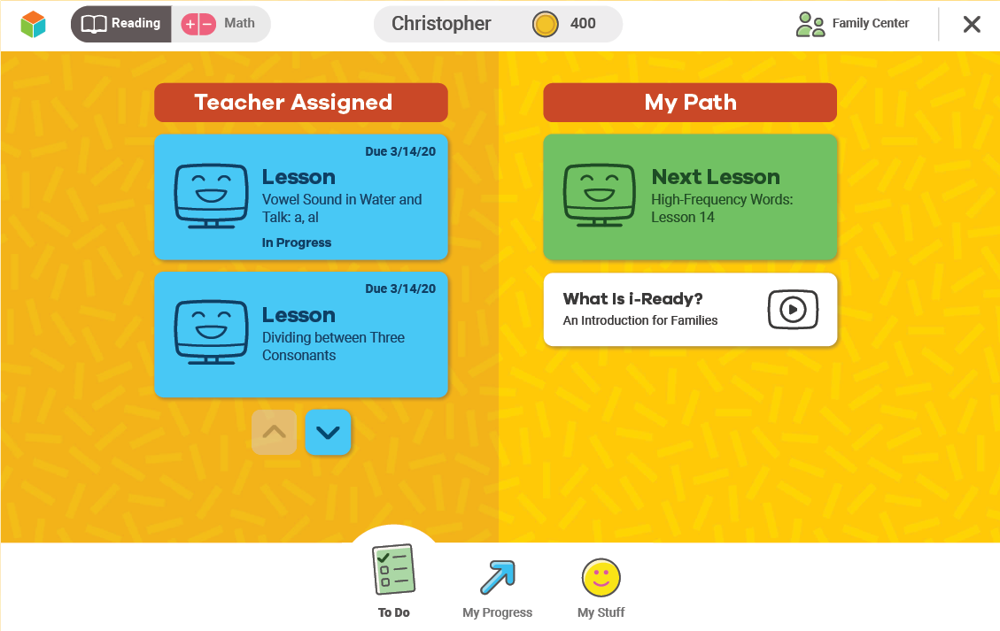 Reading
Math
Christopher
400
Family Center
Teacher Assigned
Due 3/14/20
Lesson
Vowel Sound in Water and
Talk: a, al
In Progress
Due 3/14/20
Lesson
Dividing between Three
Consonants
My Path
Next Lesson
High-Frequency Words:
Lesson 14
What Is i-Ready?
An Introduction for Families
To Do
My Progress
My Stuff